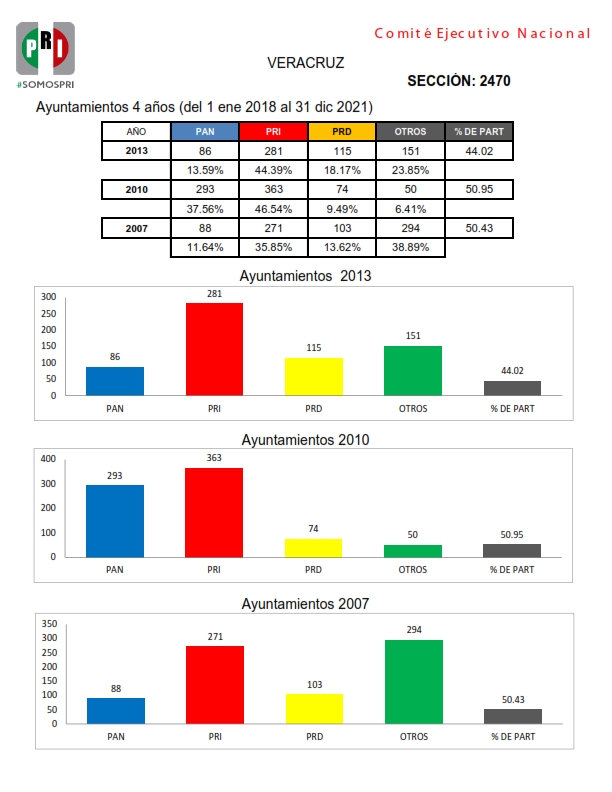 Comité Ejecutivo Nacional
PRI
#SOMOSPRI
VERACRUZ
SECCIÓN: 2470
Ayuntamientos 4 años (del 1 ene 2018 al 31 dic 2021)
AÑO PAN PRI PRD OTROS % DE PART
2013 86 281 115 151 44.02
13.59% 44.39% 18.17% 23.85%
2010 293 363 74 50 50.95
37.56% 46.54% 9.49% 6.41%
2007 88 271 103 294 50.43
11.64% 35.85% 13.62% 38.89%
Ayuntamientos 2013
300
250
200
150
100
50
0
86 281 115 151 44.02
PAN PRI PRD OTROS % DE PART
Ayuntamientos 2010
400
300
200
100
0
293 363 74 50 50.95
PAN PRI PRD OTROS % DE PART
Ayuntamientos 2007
350
300
250
200
150
100
50
0
88 271 103 294 50.43
PAN PRI PRD OTROS % DE PART